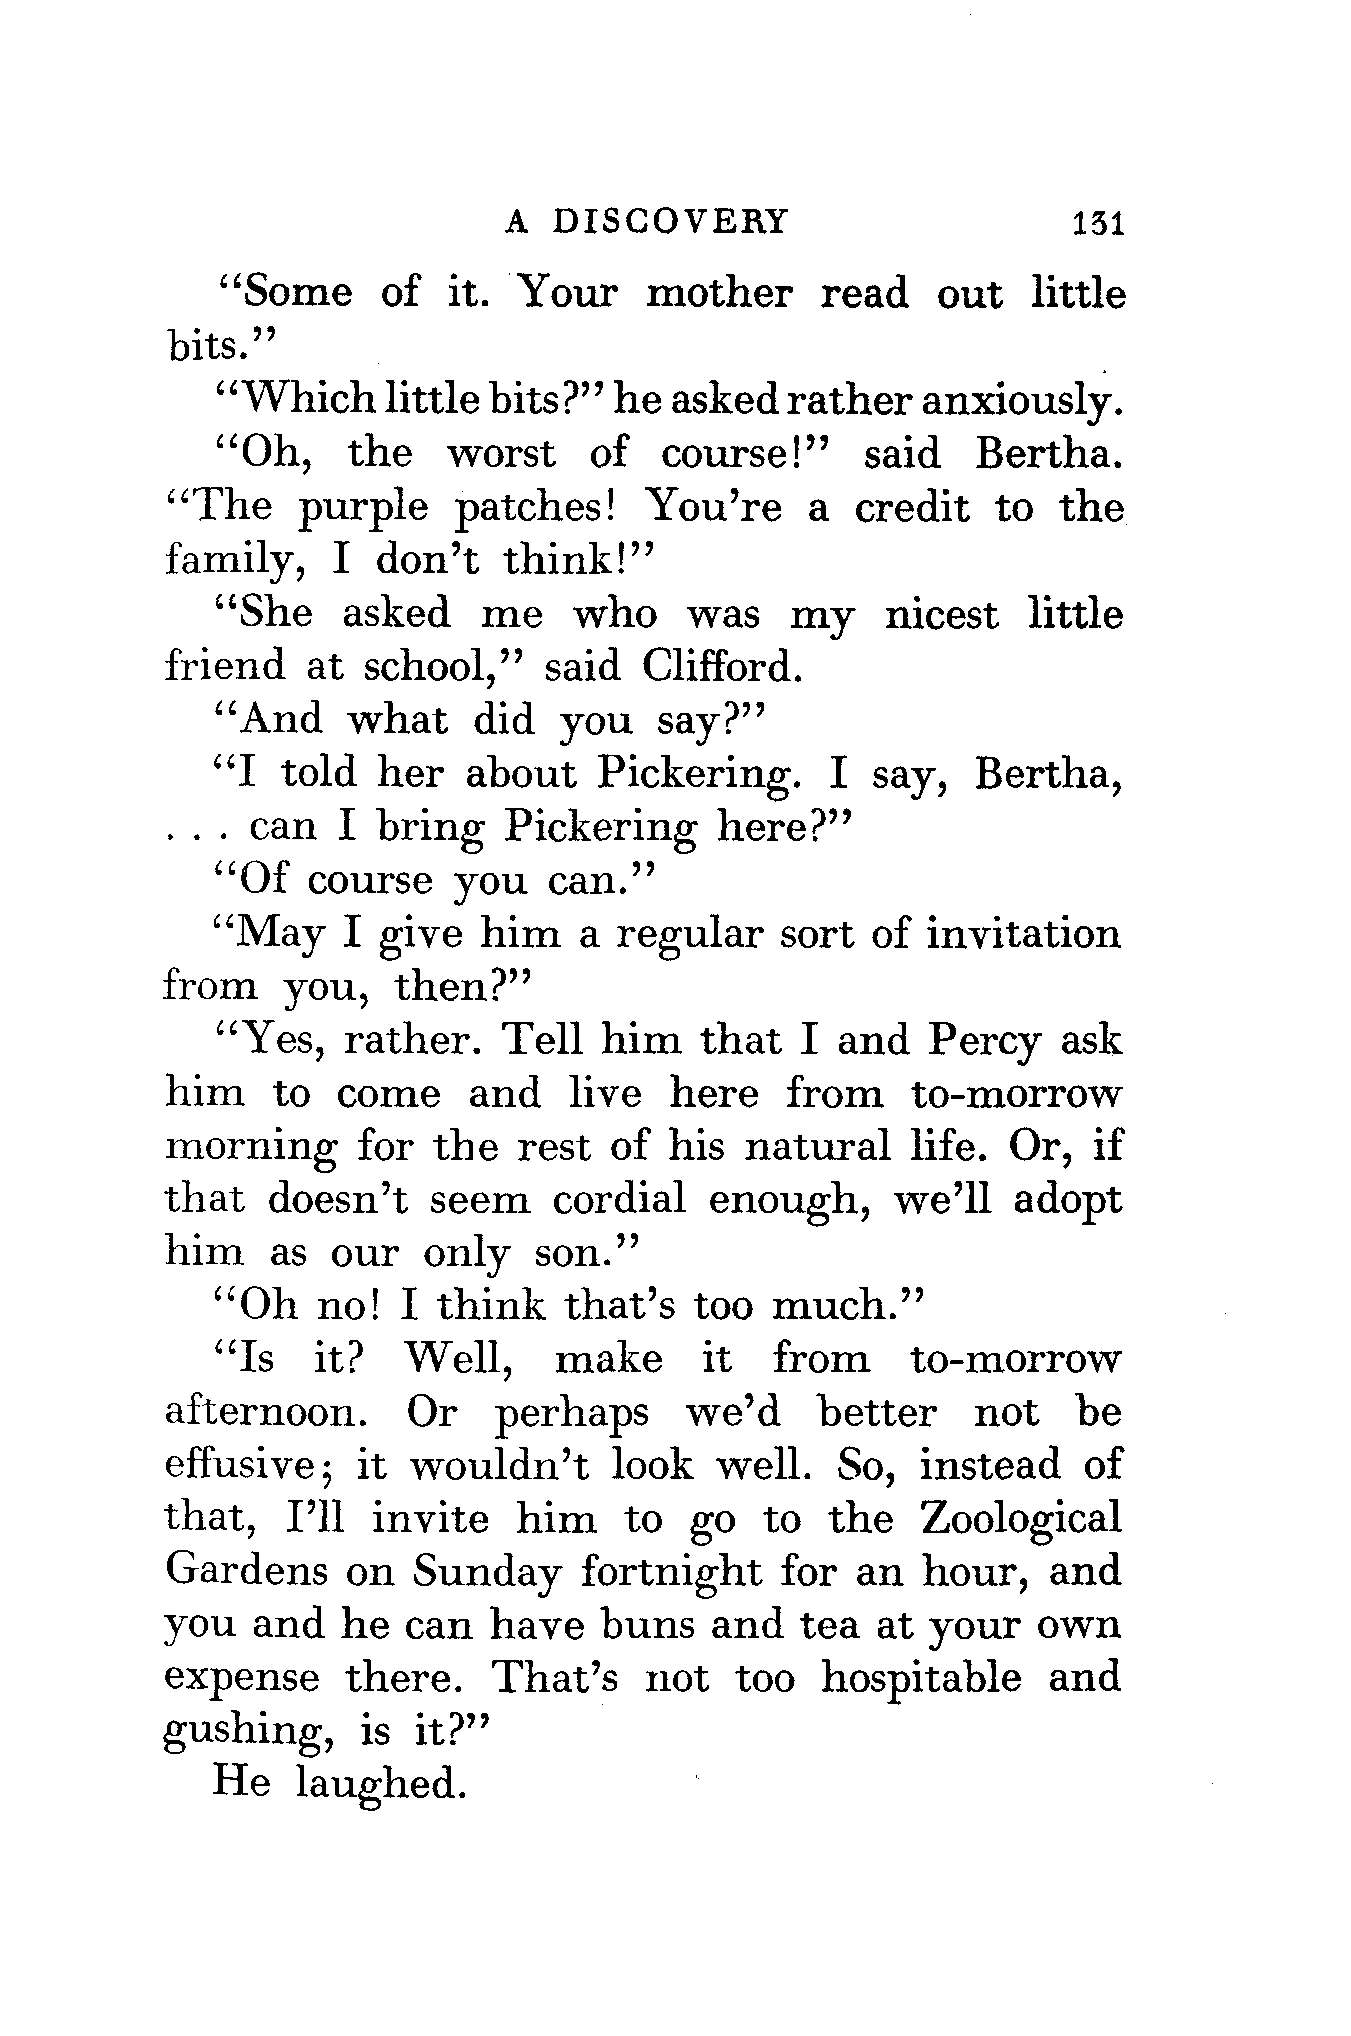 A DISCOVERY 131
“Some of it. Your mother read out little
bits.”
“Which little bits?” he asked rather anxiously.
“Oh, the worst of course!” said Bertha.
“The purple patches! You’re a credit to the
family, I don’t think!”
“She asked me who was my nicest little
friend at school,” said Clifford.
“And what did you say?”
“I told her about Pickering. I say, Bertha,
. . . can I bring Pickering here?”
“Of course you can.”
“May I give him a regular sort of invitation
from you, then?”
“Yes, rather. Tell him that I and Percy ask
him to come and live here from to-morrow
morning for the rest of his natural life. Or, if
that doesn’t seem cordial enough, we’ll adopt
him as our only son.”
“Oh no! I think that’s too much.”
“Is it? Well, make it from to-morrow
afternoon. Or perhaps we’d better not be
effusive; it wouldn’t look well. So, instead of
that, I’ll invite him to go to the Zoological
Gardens on Sunday fortnight for an hour, and
you and he can have buns and tea at your own
expense there. That’s not too hospitable and
gushing, is it?”
He laughed.